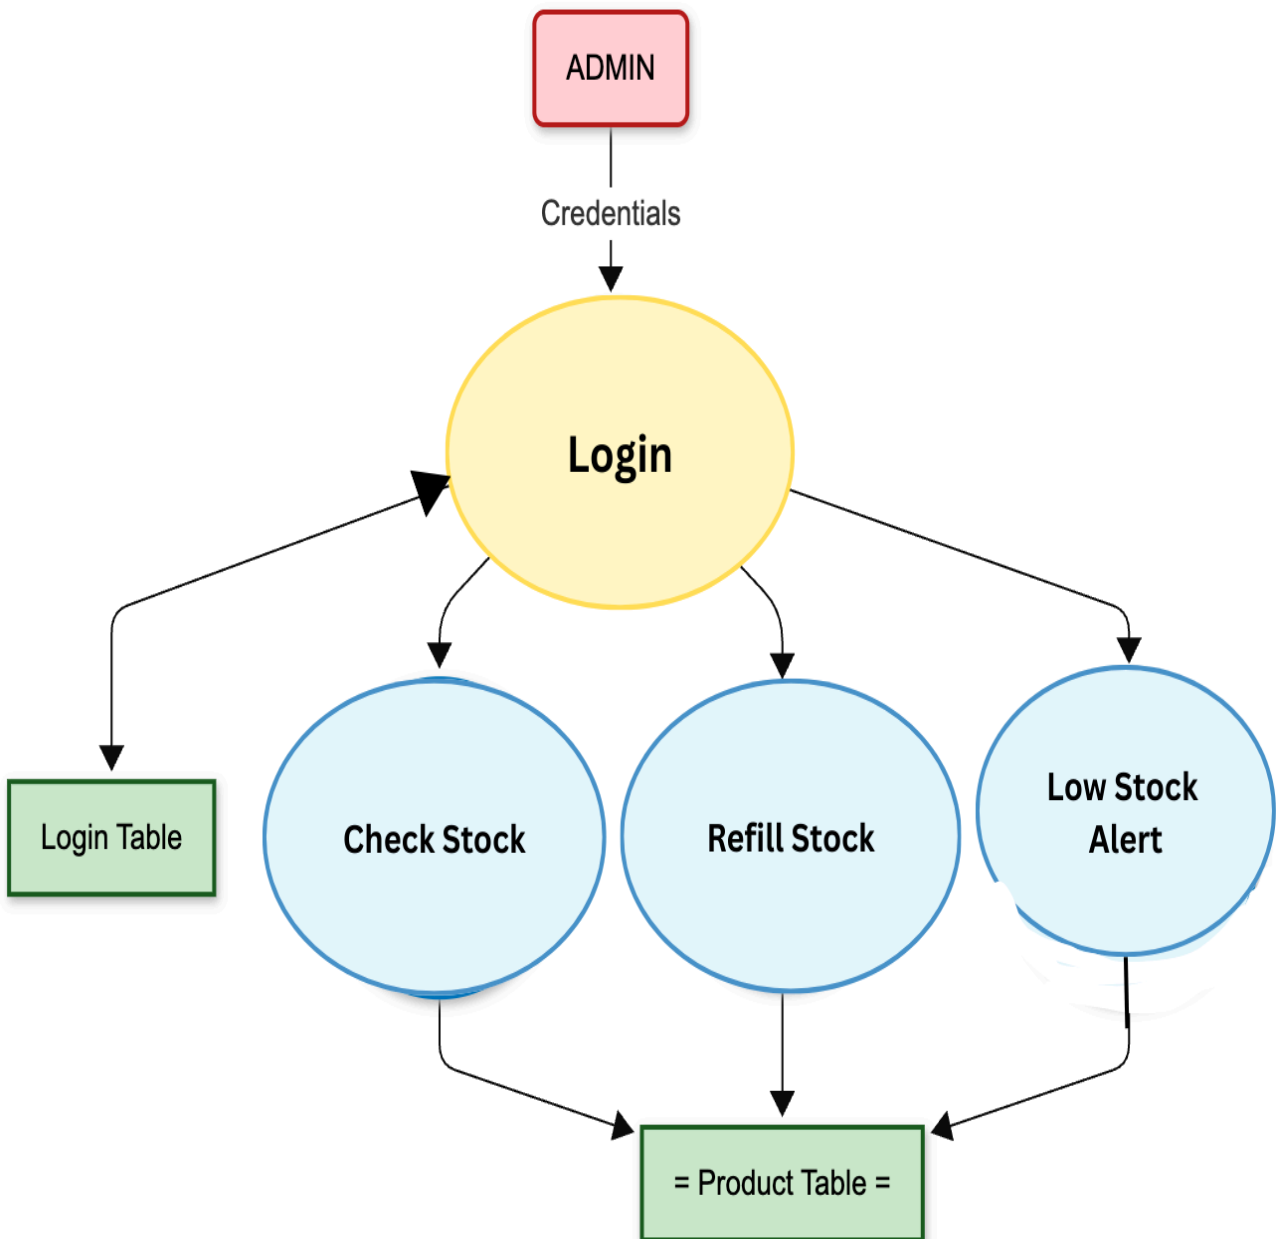 ADMIN
Credentials
Login
Login Table
Check Stock
Refill Stock
Low Stock
Alert
= Product Table =